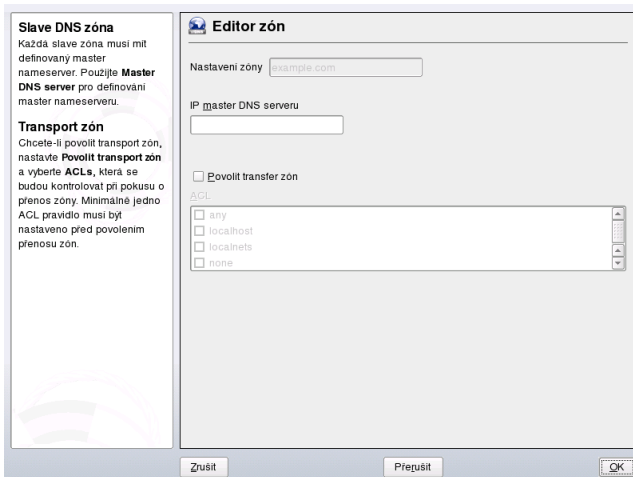 Slave DNS zóna
Každá slave zóna musí mít
definovaný master
nameserver. Použijte Master
DNS server pro definování
master nameserveru.
Transport zón
Chcete-li povolit transport zón,
nastavte Povolit transport zón
a vyberte ACLs, která se
budou kontrolovat při pokusu o
přenos zóny. Minimálně jedno
ACL pravidlo musí být
nastaveno před povolením
přenosu zón.
Editor zón
Nastavení zóny example.com
IP master DNS serveru
Povolit transfer zón
ACL
any
localhost
localnets
none
Zrušit
Přerušit
OK